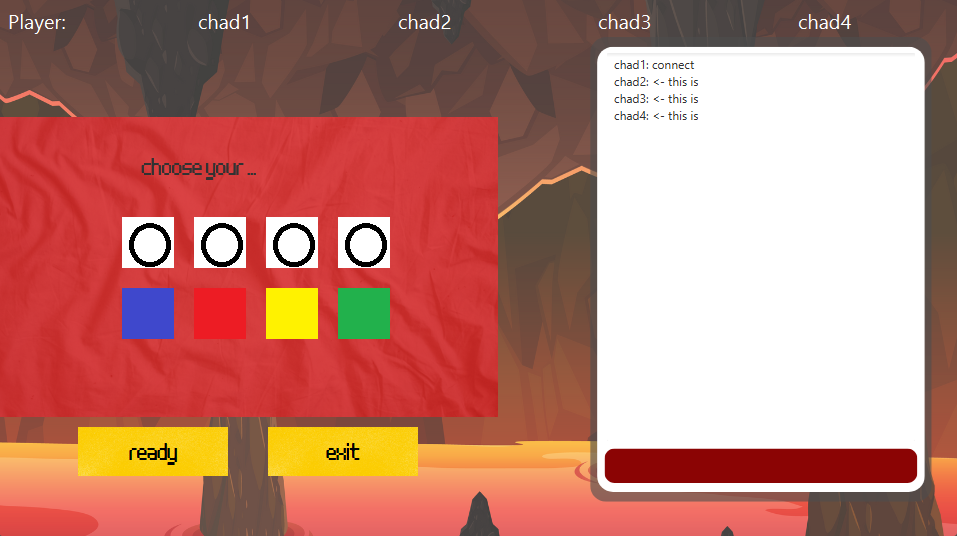 Player: chad1 chad2 chad3 chad4
chad1: connect
chad2: <- this is
chad3: <- this is
chad4: <- this is
choose your ...
ready
exit